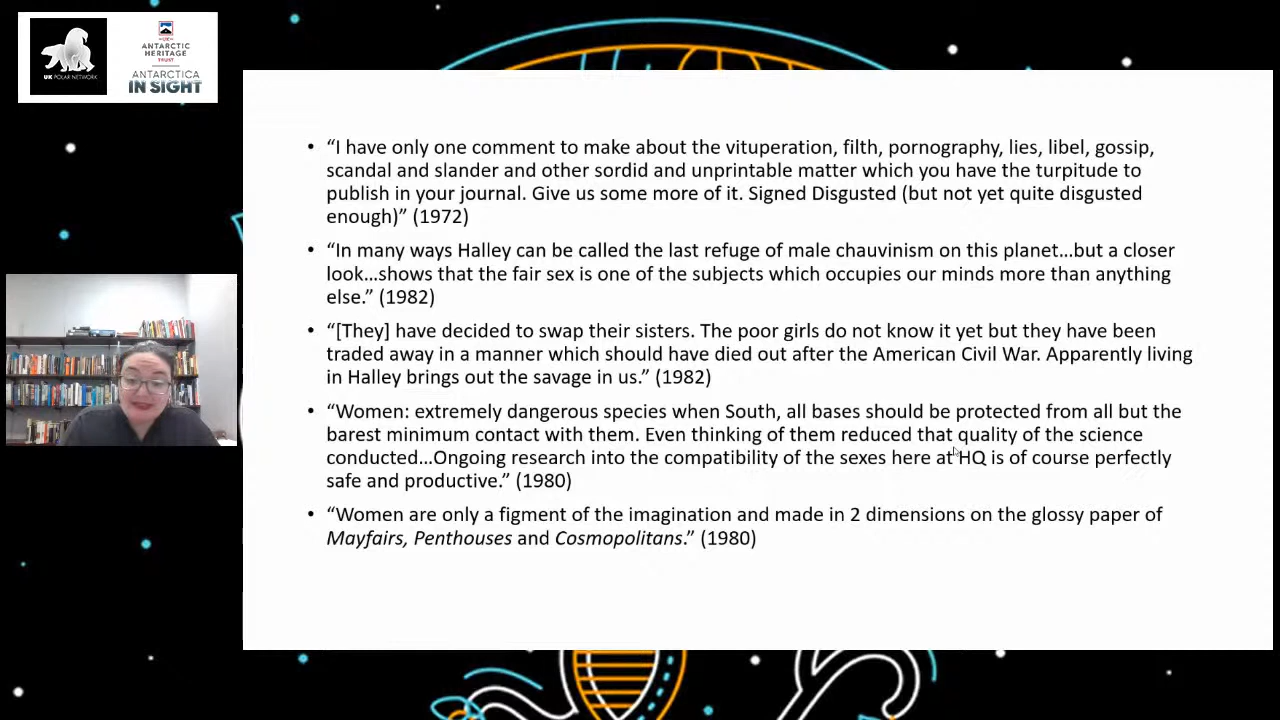 UK POLAR NETWORK
UK
ANTARCTIC
HERITAGE
TRUST
ANTARCTICA
IN SIGHT
• “I have only one comment to make about the vituperation, filth, pornography, lies, libel, gossip,
scandal and slander and other sordid and unprintable matter which you have the turpitude to
publish in your journal. Give us some more of it. Signed Disgusted (but not yet quite disgusted
enough)” (1972)
• “In many ways Halley can be called the last refuge of male chauvinism on this planet…but a closer
look…shows that the fair sex is one of the subjects which occupies our minds more than anything
else.” (1982)
• “[They] have decided to swap their sisters. The poor girls do not know it yet but they have been
traded away in a manner which should have died out after the American Civil War. Apparently living
in Halley brings out the savage in us.” (1982)
• “Women: extremely dangerous species when South, all bases should be protected from all but the
barest minimum contact with them. Even thinking of them reduced that quality of the science
conducted…Ongoing research into the compatibility of the sexes here at HQ is of course perfectly
safe and productive.” (1980)
• “Women are only a figment of the imagination and made in 2 dimensions on the glossy paper of
Mayfairs, Penthouses and Cosmopolitans.” (1980)